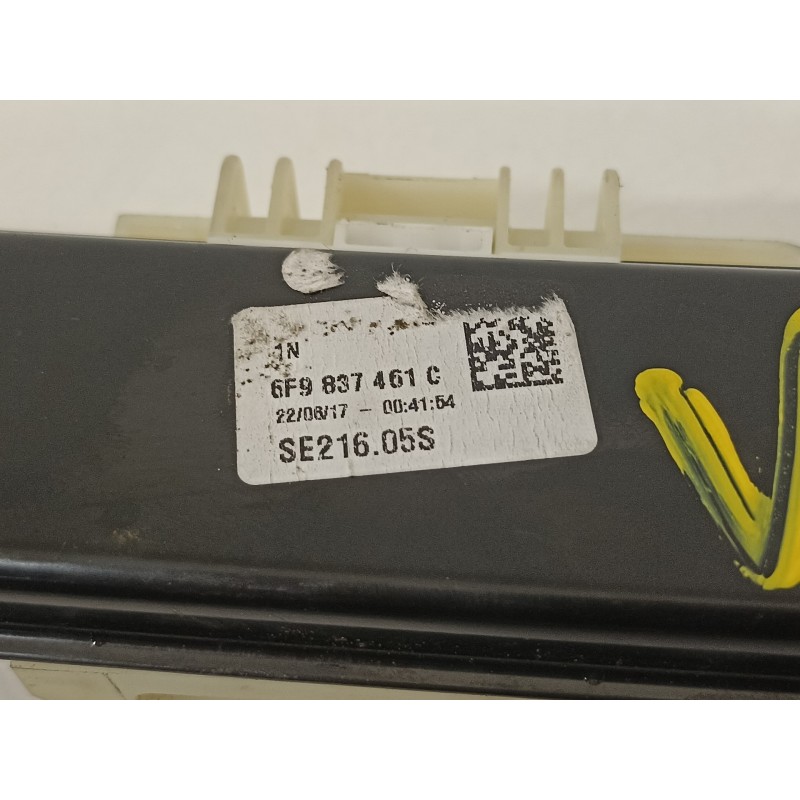 1N
6F9 837 461 C
22/06/17 - 00:41:54
SE216.05S